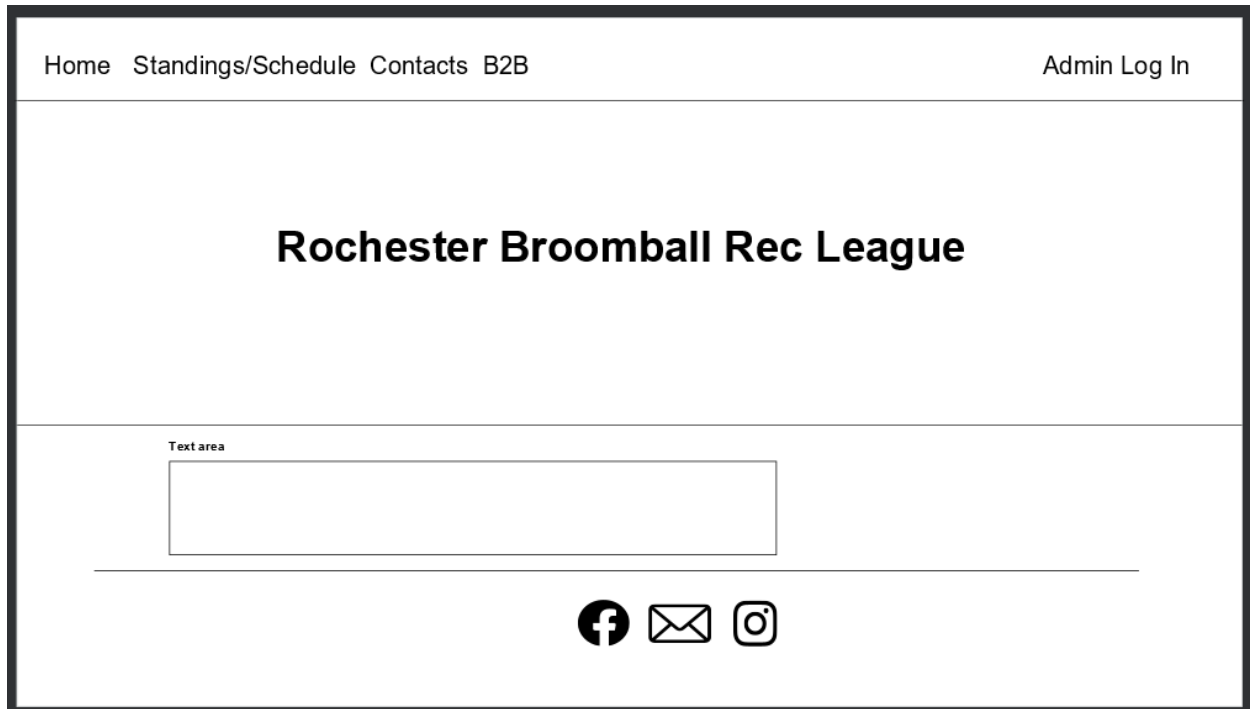 Home Standings/Schedule Contacts B2B Admin Log In
Rochester Broomball Rec League
Text area